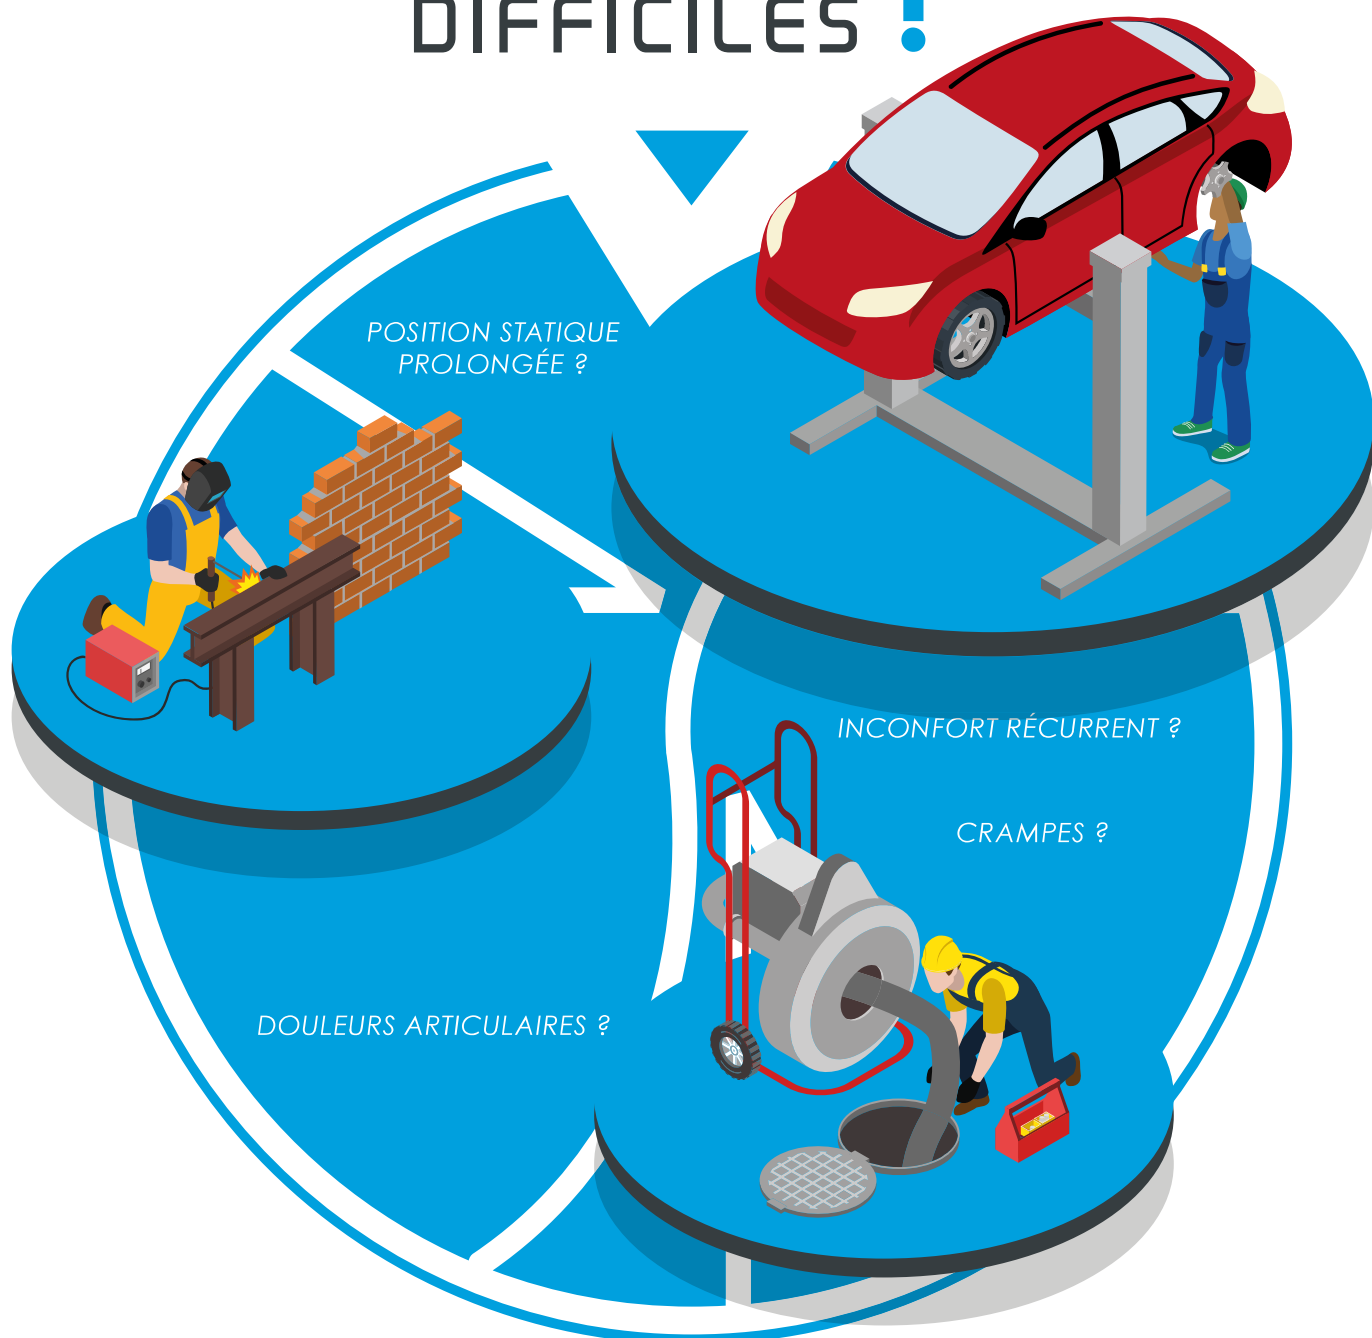 DIFFICILES !
POSITION STATIQUE
PROLONGÉE ?
INCONFORT RÉCURRENT ?
CRAMPES ?
DOULEURS ARTICULAIRES ?